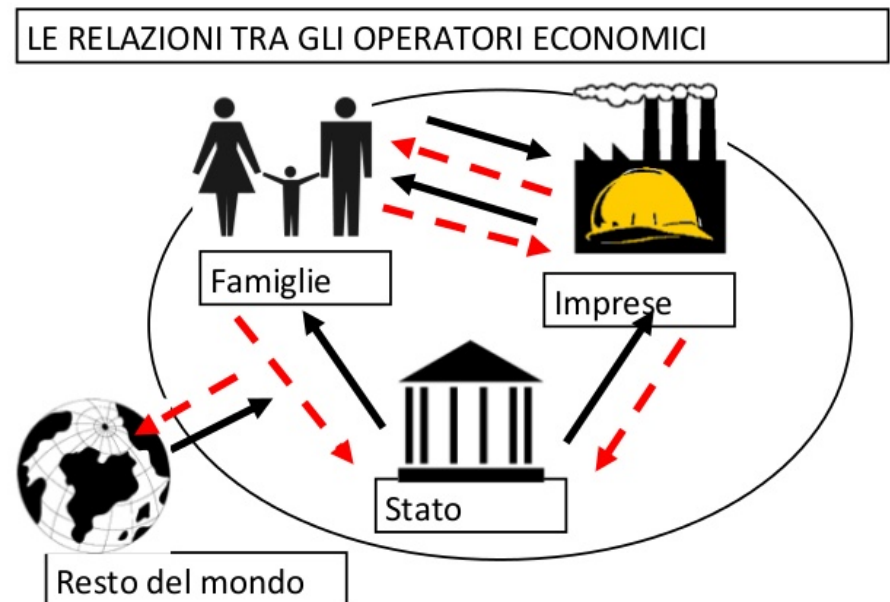 LE RELAZIONI TRA GLI OPERATORI ECONOMICI
Famiglie
Imprese
Stato
Resto del mondo